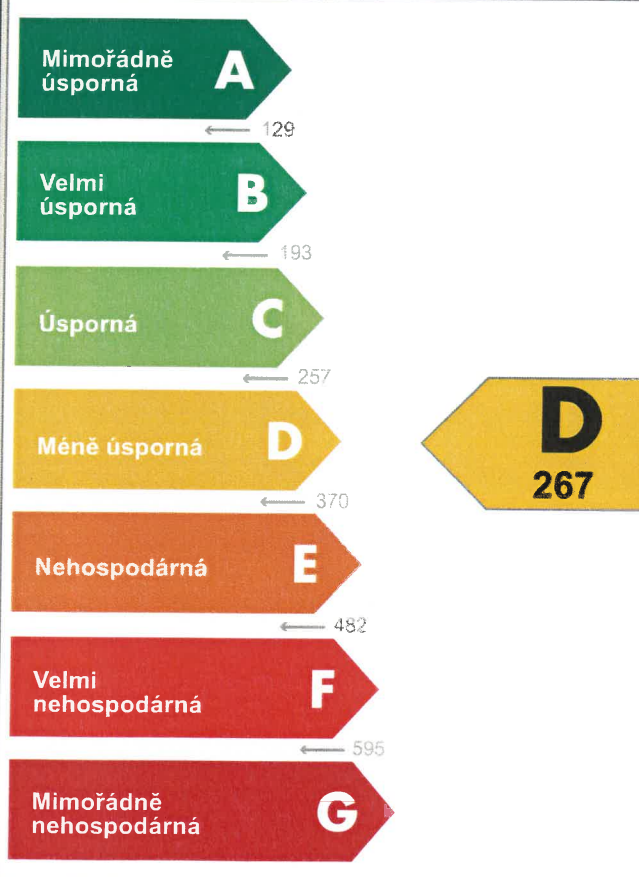 Mimořádně
úsporná
A
129
Velmi
úsporná
B
193
Úsporná
C
257
Méně úsporná
D
D
267
370
Nehospodárná
E
482
Velmi
nehospodárná
F
595
Mimořádně
nehospodárná
G